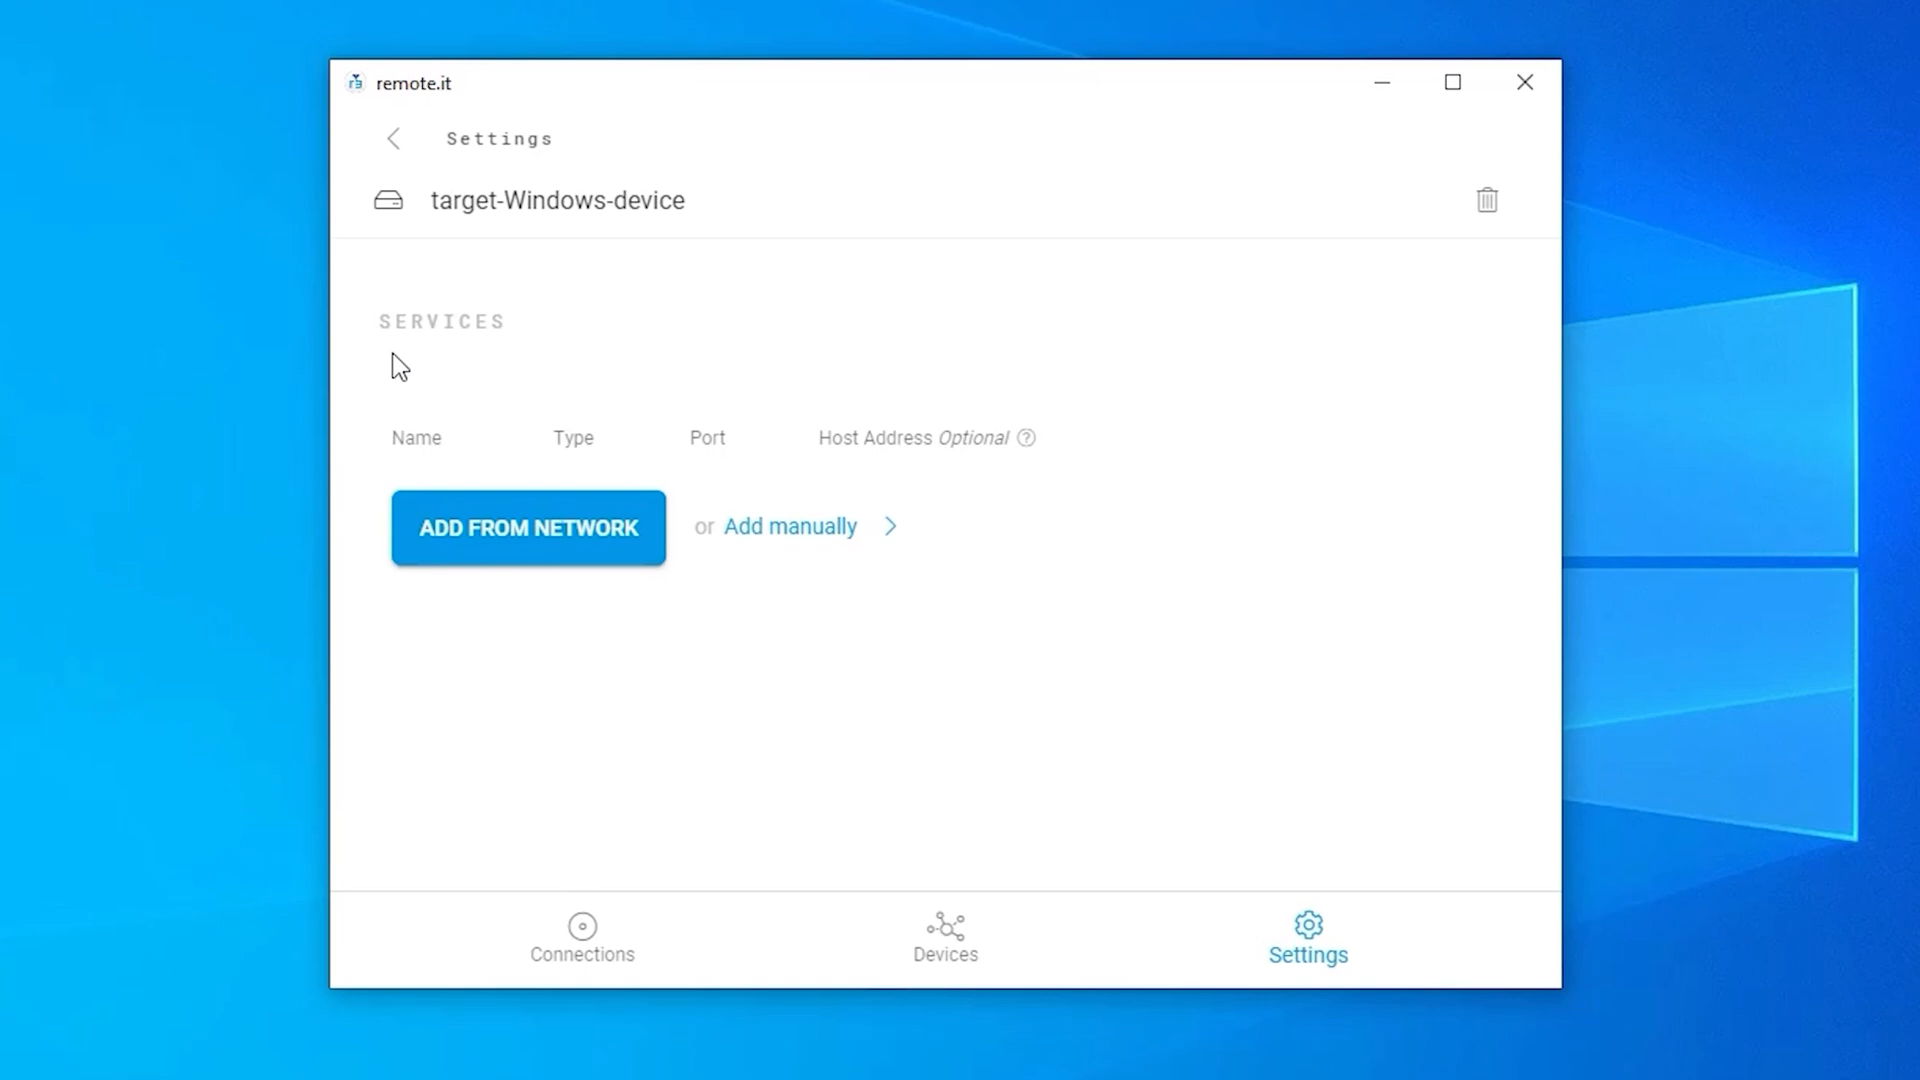 remote.it
Settings
target-Windows-device
SERVICES
Name Type Port Host Address Optional ?
ADD FROM NETWORK or Add manually
Connections Devices Settings